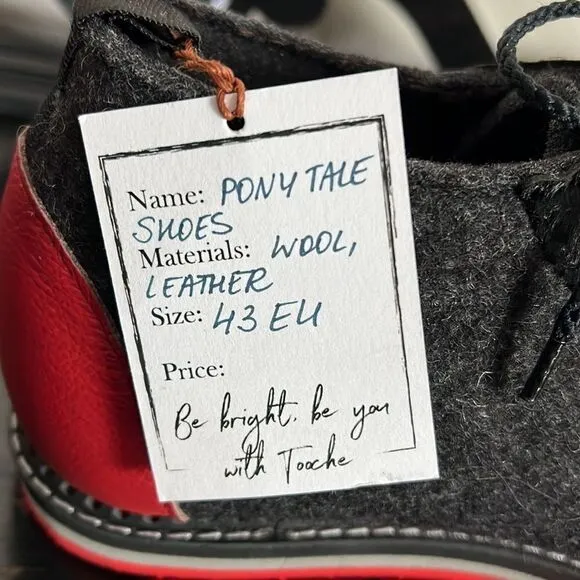 Name: PONY TALE
SHOES
Materials: WOOL,
LEATHER
Size: 43 EU
Price:
Be bright, be you
with Tooche